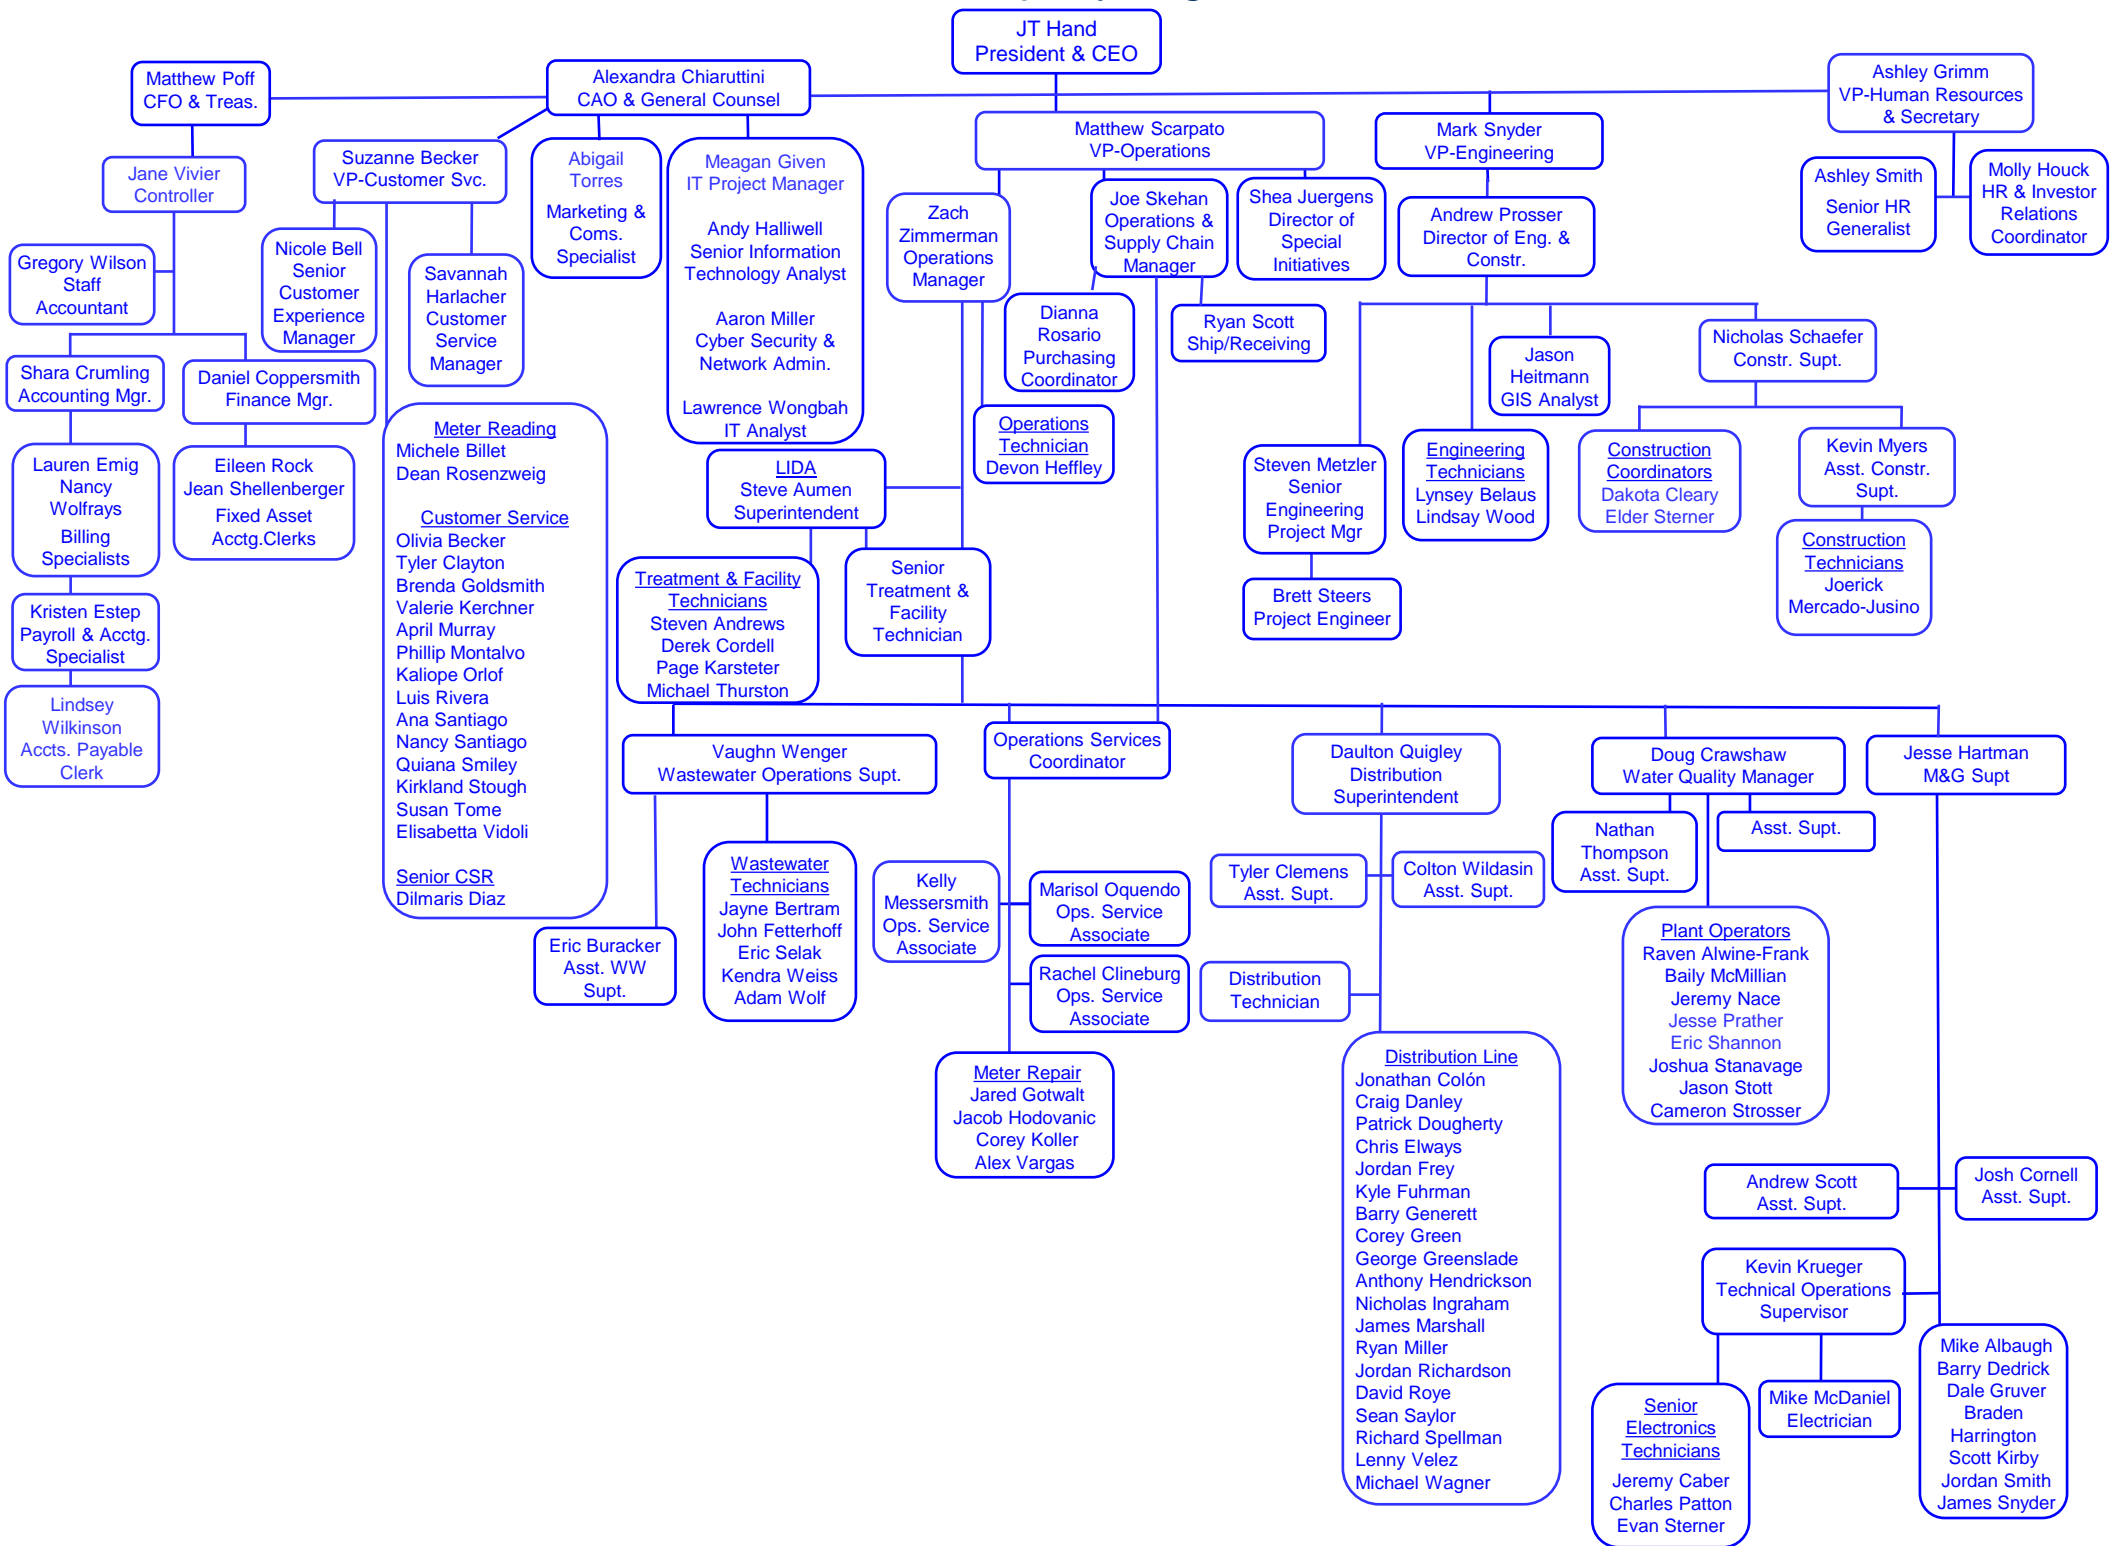 JT Hand
President & CEO
Matthew Poff
CFO & Treas.
Alexandra Chiaruttini
CAO & General Counsel
Ashley Grimm
VP-Human Resources
& Secretary
Matthew Scarpato
VP-Operations
Mark Snyder
VP-Engineering
Jane Vivier
Controller
Suzanne Becker
VP-Customer Svc.
Abigail
Torres
Marketing &
Coms.
Specialist
Meagan Given
IT Project Manager
Andy Halliwell
Senior Information
Technology Analyst
Aaron Miller
Cyber Security &
Network Admin.
Lawrence Wongbah
IT Analyst
Zach
Zimmerman
Operations
Manager
Joe Skehan
Operations &
Supply Chain
Manager
Shea Juergens
Director of
Special
Initiatives
Andrew Prosser
Director of Eng. &
Constr.
Ashley Smith
Senior HR
Generalist
Molly Houck
HR & Investor
Relations
Coordinator
Gregory Wilson
Staff
Accountant
Nicole Bell
Senior
Customer
Experience
Manager
Savannah
Harlacher
Customer
Service
Manager
Dianna
Rosario
Purchasing
Coordinator
Ryan Scott
Ship/Receiving
Jason
Heitmann
GIS Analyst
Nicholas Schaefer
Constr. Supt.
Shara Crumling
Accounting Mgr.
Daniel Coppersmith
Finance Mgr.
Lauren Emig
Nancy
Wolfrays
Billing
Specialists
Eileen Rock
Jean Shellenberger
Fixed Asset
Acctg.Clerks
Kristen Estep
Payroll & Acctg.
Specialist
Lindsey
Wilkinson
Accts. Payable
Clerk
Meter Reading
Michele Billet
Dean Rosenzweig
Customer Service
Olivia Becker
Tyler Clayton
Brenda Goldsmith
Valerie Kerchner
April Murray
Phillip Montalvo
Kaliope Orlof
Luis Rivera
Ana Santiago
Nancy Santiago
Quiana Smiley
Kirkland Stough
Susan Tome
Elisabetta Vidoli
Senior CSR
Dilmaris Diaz
Operations
Technician
Devon Heffley
LIDA
Steve Aumen
Superintendent
Treatment & Facility
Technicians
Steven Andrews
Derek Cordell
Page Karsteter
Michael Thurston
Senior
Treatment &
Facility
Technician
Steven Metzler
Senior
Engineering
Project Mgr
Brett Steers
Project Engineer
Engineering
Technicians
Lynsey Belaus
Lindsay Wood
Construction
Coordinators
Dakota Cleary
Elder Sterner
Kevin Myers
Asst. Constr.
Supt.
Construction
Technicians
Joerick
Mercado-Jusino
Vaughn Wenger
Wastewater Operations Supt.
Operations Services
Coordinator
Daulton Quigley
Distribution
Superintendent
Doug Crawshaw
Water Quality Manager
Jesse Hartman
M&G Supt
Eric Buracker
Asst. WW
Supt.
Wastewater
Technicians
Jayne Bertram
John Fetterhoff
Eric Selak
Kendra Weiss
Adam Wolf
Kelly
Messersmith
Ops. Service
Associate
Marisol Oquendo
Ops. Service
Associate
Rachel Clineburg
Ops. Service
Associate
Meter Repair
Jared Gotwalt
Jacob Hodovanic
Corey Koller
Alex Vargas
Tyler Clemens
Asst. Supt.
Colton Wildasin
Asst. Supt.
Distribution
Technician
Distribution Line
Jonathan Colón
Craig Danley
Patrick Dougherty
Chris Elways
Jordan Frey
Kyle Fuhrman
Barry Generett
Corey Green
George Greenslade
Anthony Hendrickson
Nicholas Ingraham
James Marshall
Ryan Miller
Jordan Richardson
David Roye
Sean Saylor
Richard Spellman
Lenny Velez
Michael Wagner
Nathan
Thompson
Asst. Supt.
Asst. Supt.
Plant Operators
Raven Alwine-Frank
Baily McMillian
Jeremy Nace
Jesse Prather
Eric Shannon
Joshua Stanavage
Jason Stott
Cameron Strosser
Andrew Scott
Asst. Supt.
Josh Cornell
Asst. Supt.
Kevin Krueger
Technical Operations
Supervisor
Senior
Electronics
Technicians
Jeremy Caber
Charles Patton
Evan Sterner
Mike McDaniel
Electrician
Mike Albaugh
Barry Dedrick
Dale Gruver
Braden
Harrington
Scott Kirby
Jordan Smith
James Snyder